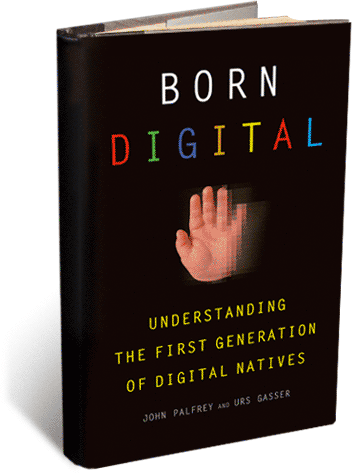 BORN
DIGITAL
UNDERSTANDING
THE FIRST GENERATION
OF DIGITAL NATIVES
JOHN PALFREY AND URS GASSER